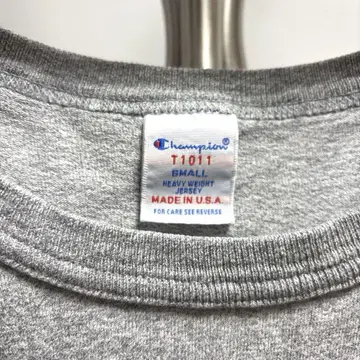 Champion®
T1011
SMALL
HEAVY WEIGHT
JERSEY
MADE IN U.S.A.
FOR CARE SEE REVERSE